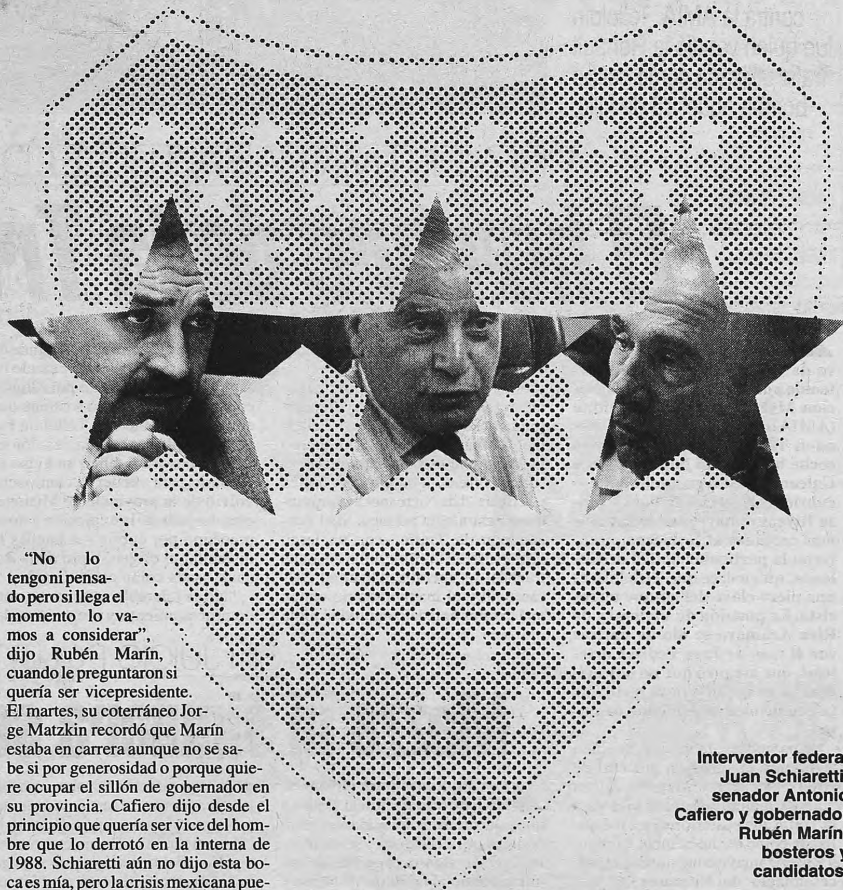 "No lo
tengo ni pensa-
do pero si llega el
momento lo va-
mos a considerar",
dijo Rubén Marín,
cuando le preguntaron si
quería ser vicepresidente.
El martes, su coterráneo Jor-
ge Matzkin recordó que Marín
estaba en carrera aunque no se sa-
be si por generosidad o porque quie-
re ocupar el sillón de gobernador en
su provincia. Cafiero dijo desde el
principio que quería ser vice del hom-
bre que lo derrotó en la interna de
1988. Schiaretti aún no dijo esta bo-
ca es mía, pero la crisis mexicana pue-
Interventor federal
Juan Schiaretti,
senador Antonio
Cafiero y gobernador
Rubén Marín:
bosteros y
candidatos.